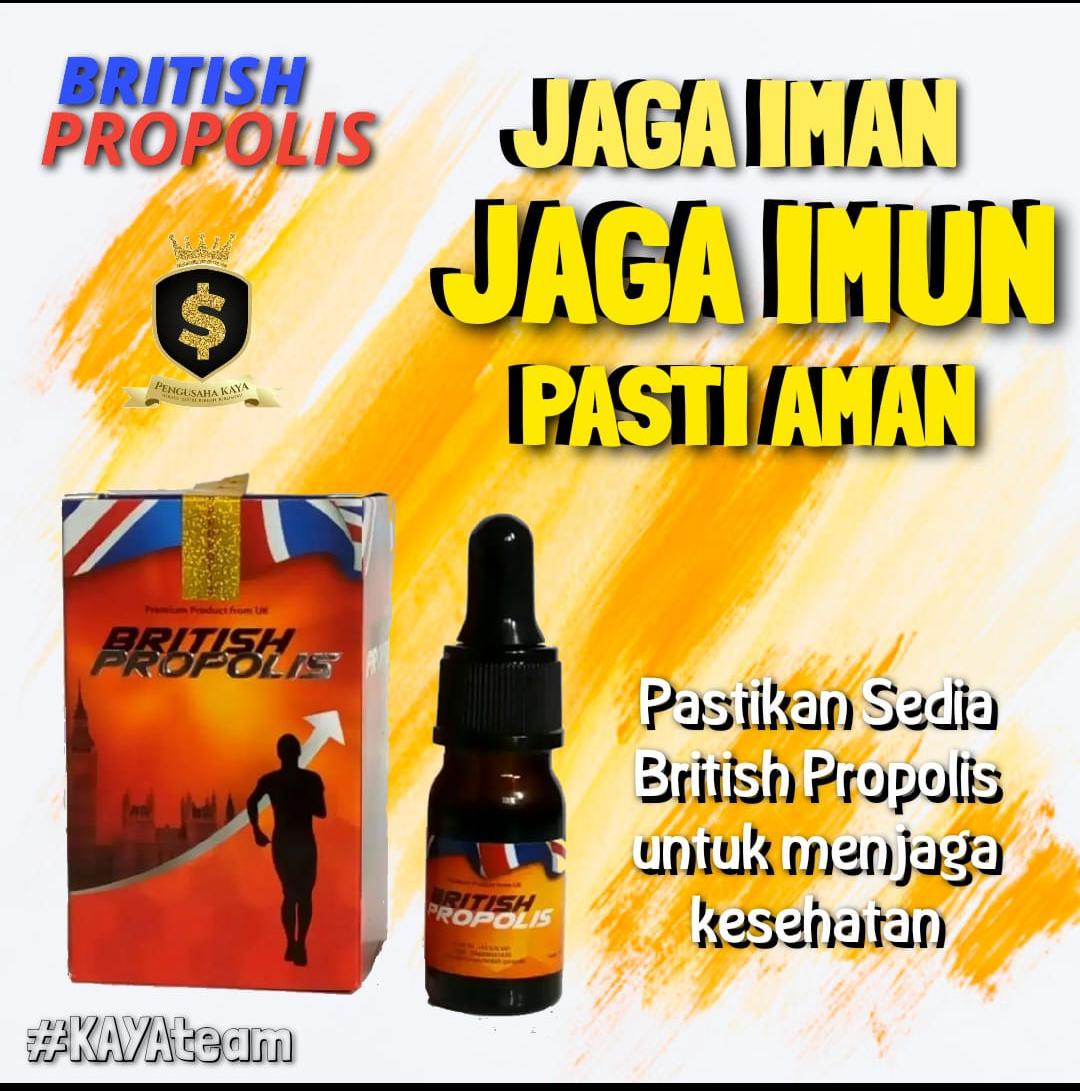 BRITISH
PROPOLIS
JAGA IMAN
JAGA IMUN
PASTI AMAN
$
PENGUSAHA KAYA
Premium Product from UK
BRITISH
PROPOLIS
BRITISH
PROPOLIS
Pastikan Sedia
British Propolis
untuk menjaga
kesehatan
#KAYAteam